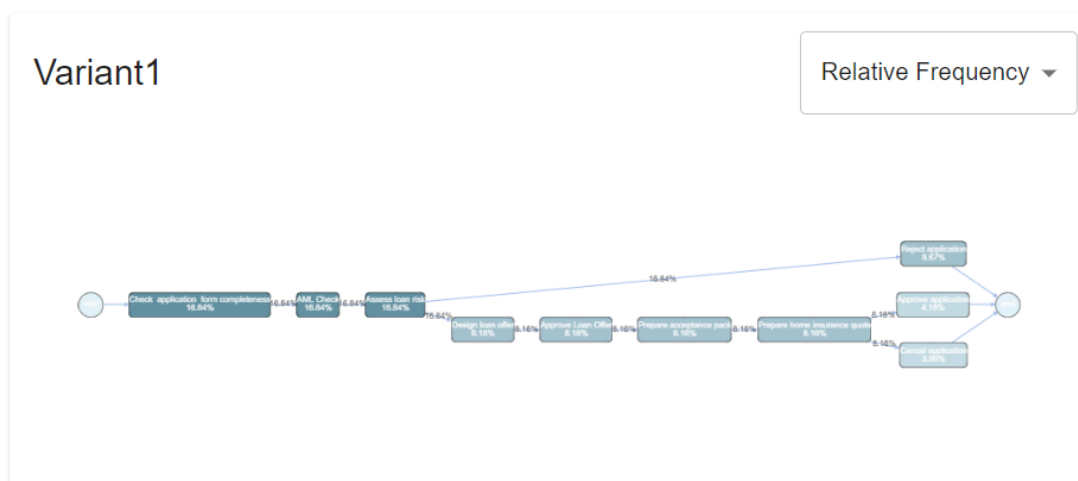 Variant1
Relative Frequency
Reject application
8.67%
16.84%
Check application form completeness
16.84%
16.84%
AML Check
16.84%
16.84%
Assess loan risk
16.84%
16.84%
Design loan offer
8.16%
8.16%
Approve Loan Offer
8.16%
8.16%
Prepare acceptance pack
8.16%
8.16%
Prepare home insurance quote
8.16%
8.16%
Approve application
4.16%
8.16%
Cancel application
3.99%